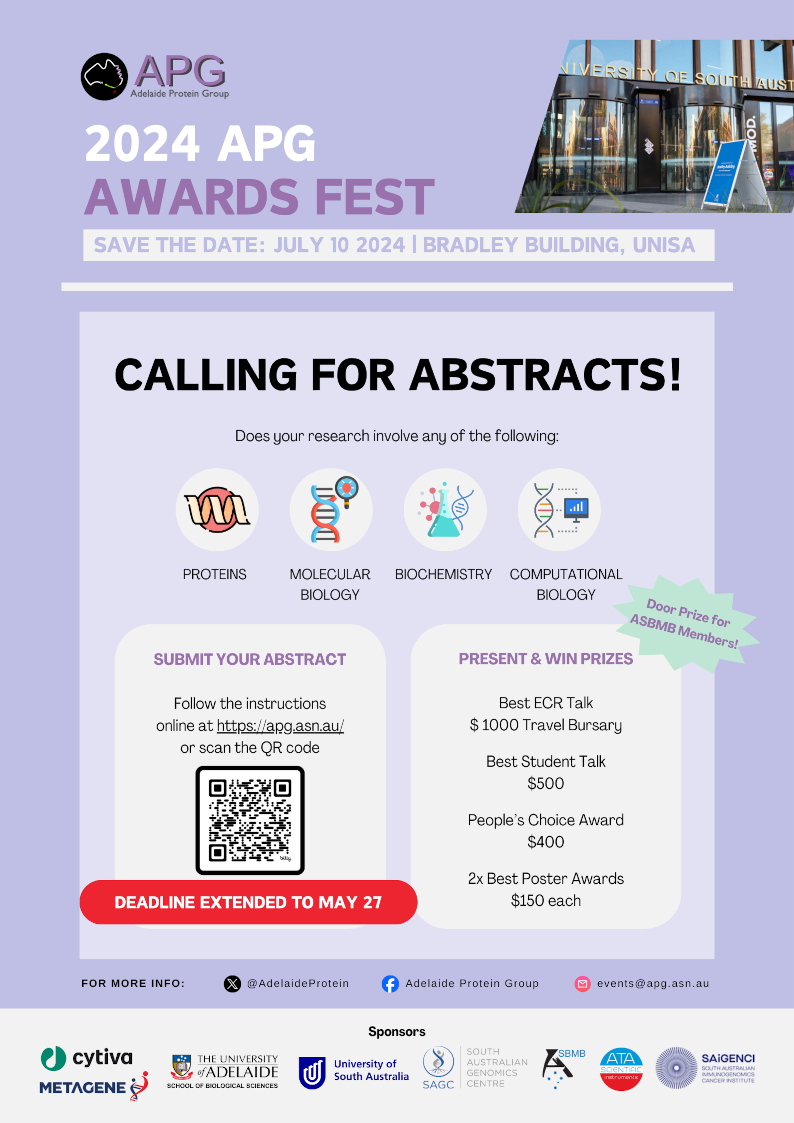 APG
Adelaide Protein Group
UNIVERSITY OF SOUTH AUST
MOD.
2024 APG
AWARDS FEST
SAVE THE DATE: JULY 10 2024 | BRADLEY BUILDING, UNISA
CALLING FOR ABSTRACTS!
Does your research involve any of the following:
PROTEINS
MOLECULAR
BIOLOGY
BIOCHEMISTRY
COMPUTATIONAL
BIOLOGY
Door Prize for
ASBMB Members!
SUBMIT YOUR ABSTRACT
Follow the instructions
online at https://apg.asn.au/
or scan the QR code
bitly
DEADLINE EXTENDED TO MAY 27
PRESENT & WIN PRIZES
Best ECR Talk
$ 1000 Travel Bursary
Best Student Talk
$500
People's Choice Award
$400
2x Best Poster Awards
$150 each
FOR MORE INFO:
@AdelaideProtein
Adelaide Protein Group
events@apg.asn.au
Sponsors
cytiva
METAGENE
THE UNIVERSITY
of ADELAIDE
SCHOOL OF BIOLOGICAL SCIENCES
University of
South Australia
SAGC
SOUTH
AUSTRALIAN
GENOMICS
CENTRE
ASBMB
ATA
SCIENTIFIC
instruments
SAiGENCI
SOUTH AUSTRALIAN
IMMUNOGENOMICS
CANCER INSTITUTE